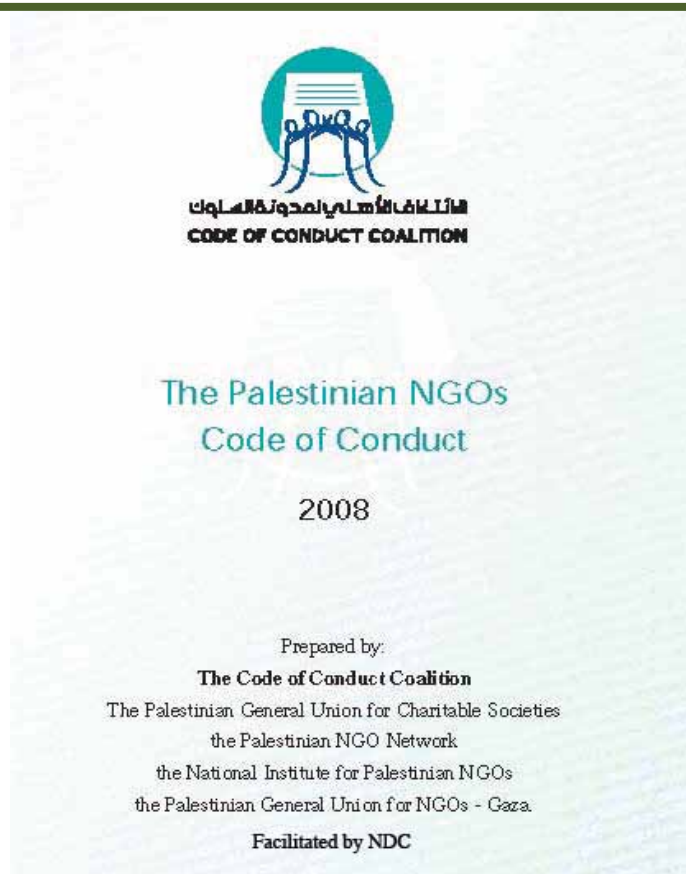 الائتلاف الأهلي لمدونة السلوك
CODE OF CONDUCT COALITION
The Palestinian NGOs
Code of Conduct
2008
Prepared by:
The Code of Conduct Coalition
The Palestinian General Union for Charitable Societies
the Palestinian NGO Network
the National Institute for Palestinian NGOs
the Palestinian General Union for NGOs - Gaza.
Facilitated by NDC